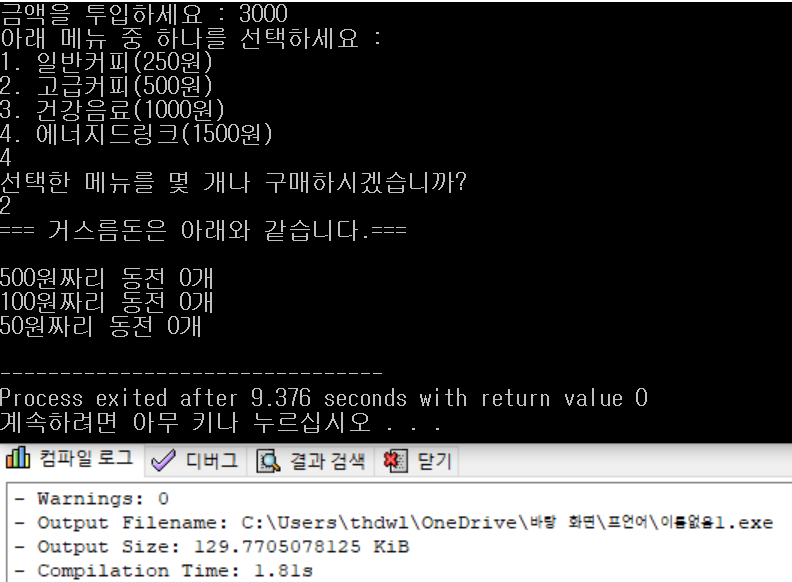 금액을 투입하세요 : 3000
아래 메뉴 중 하나를 선택하세요 :
1. 일반커피(250원)
2. 고급커피(500원)
3. 건강음료(1000원)
4. 에너지드링크(1500원)
4
선택한 메뉴를 몇 개나 구매하시겠습니까?
2
=== 거스름돈은 아래와 같습니다.===
500원짜리 동전 0개
100원짜리 동전 0개
50원짜리 동전 0개
--------------------------------
Process exited after 9.376 seconds with return value 0
계속하려면 아무 키나 누르십시오 . . .
컴파일 로그 디버그 결과 검색 닫기
- Warnings: 0
- Output Filename: C:\Users\thdwl\OneDrive\바탕 화면\프언어\이름없음1.exe
- Output Size: 129.7705078125 KiB
- Compilation Time: 1.81s